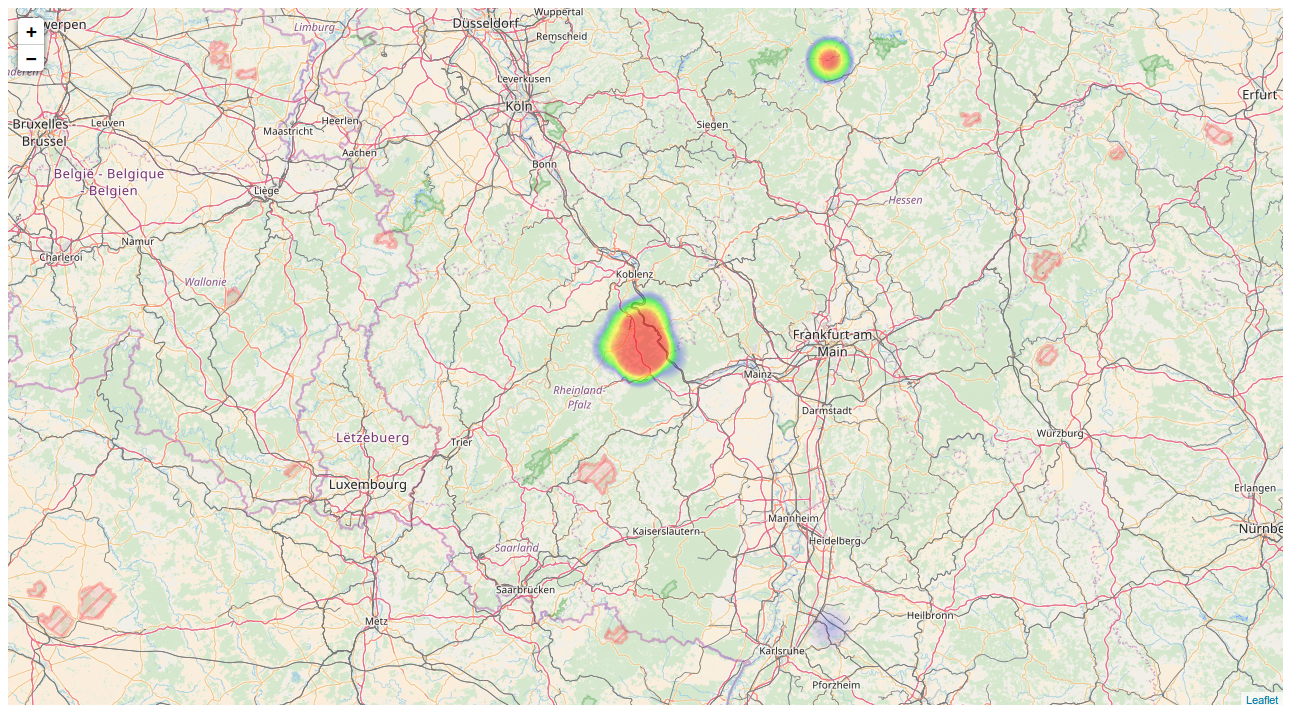 +
−
Limburg
Düsseldorf
Wuppertal
Remscheid
Leverkusen
Köln
Erfurt
Bruxelles -
Brussel
Leuven
Maastricht
Heerlen
Aachen
Siegen
Bonn
België - Belgique
- Belgien
Liège
Hessen
Namur
Charleroi
Wallonie
Koblenz
Frankfurt am
Main
Mainz
Rheinland-
Pfalz
Darmstadt
Lëtzebuerg
Trier
Würzburg
Luxembourg
Erlangen
Mannheim
Kaiserslautern
Heidelberg
Nürnbe
Saarland
Saarbrücken
Metz
Heilbronn
Karlsruhe
Pforzheim
Leaflet